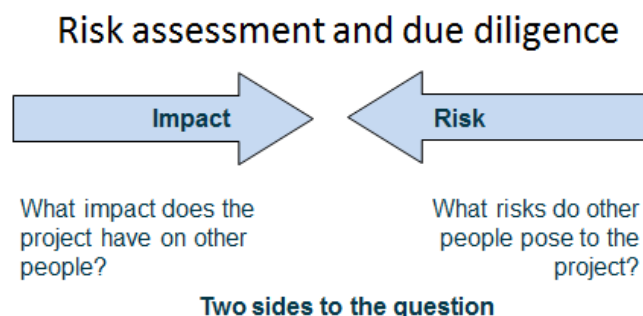 Risk assessment and due diligence
Impact
Risk
What impact does the
project have on other
people?
What risks do other
people pose to the
project?
Two sides to the question